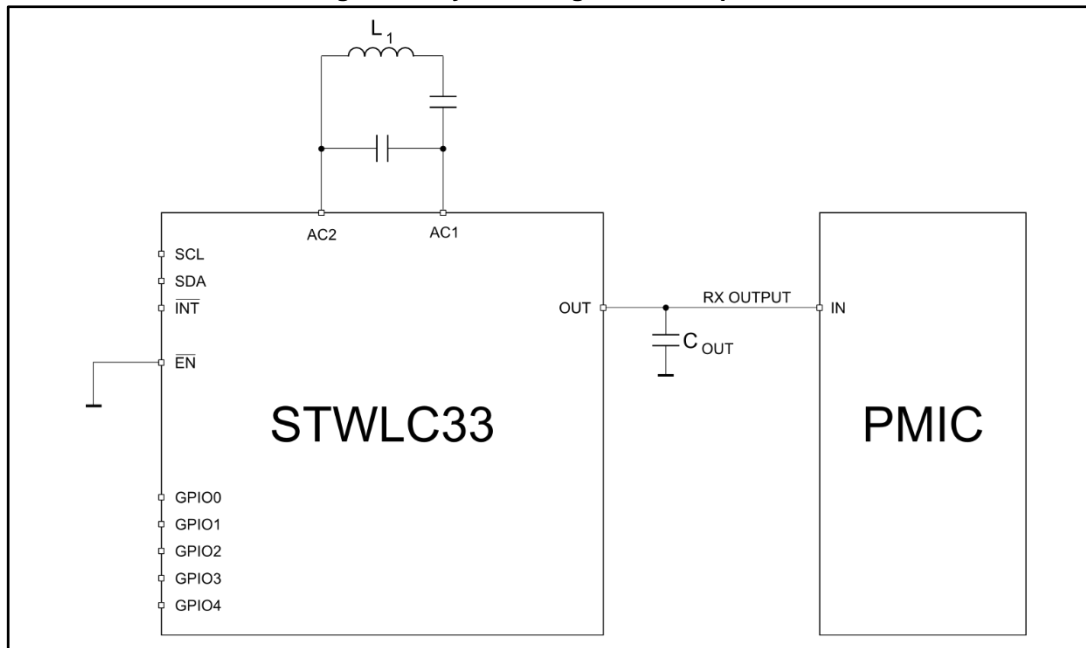 L1
AC2 AC1
SCL
SDA
INT
OUT RX OUTPUT IN
COUT
EN
STWLC33 PMIC
GPIO0
GPIO1
GPIO2
GPIO3
GPIO4